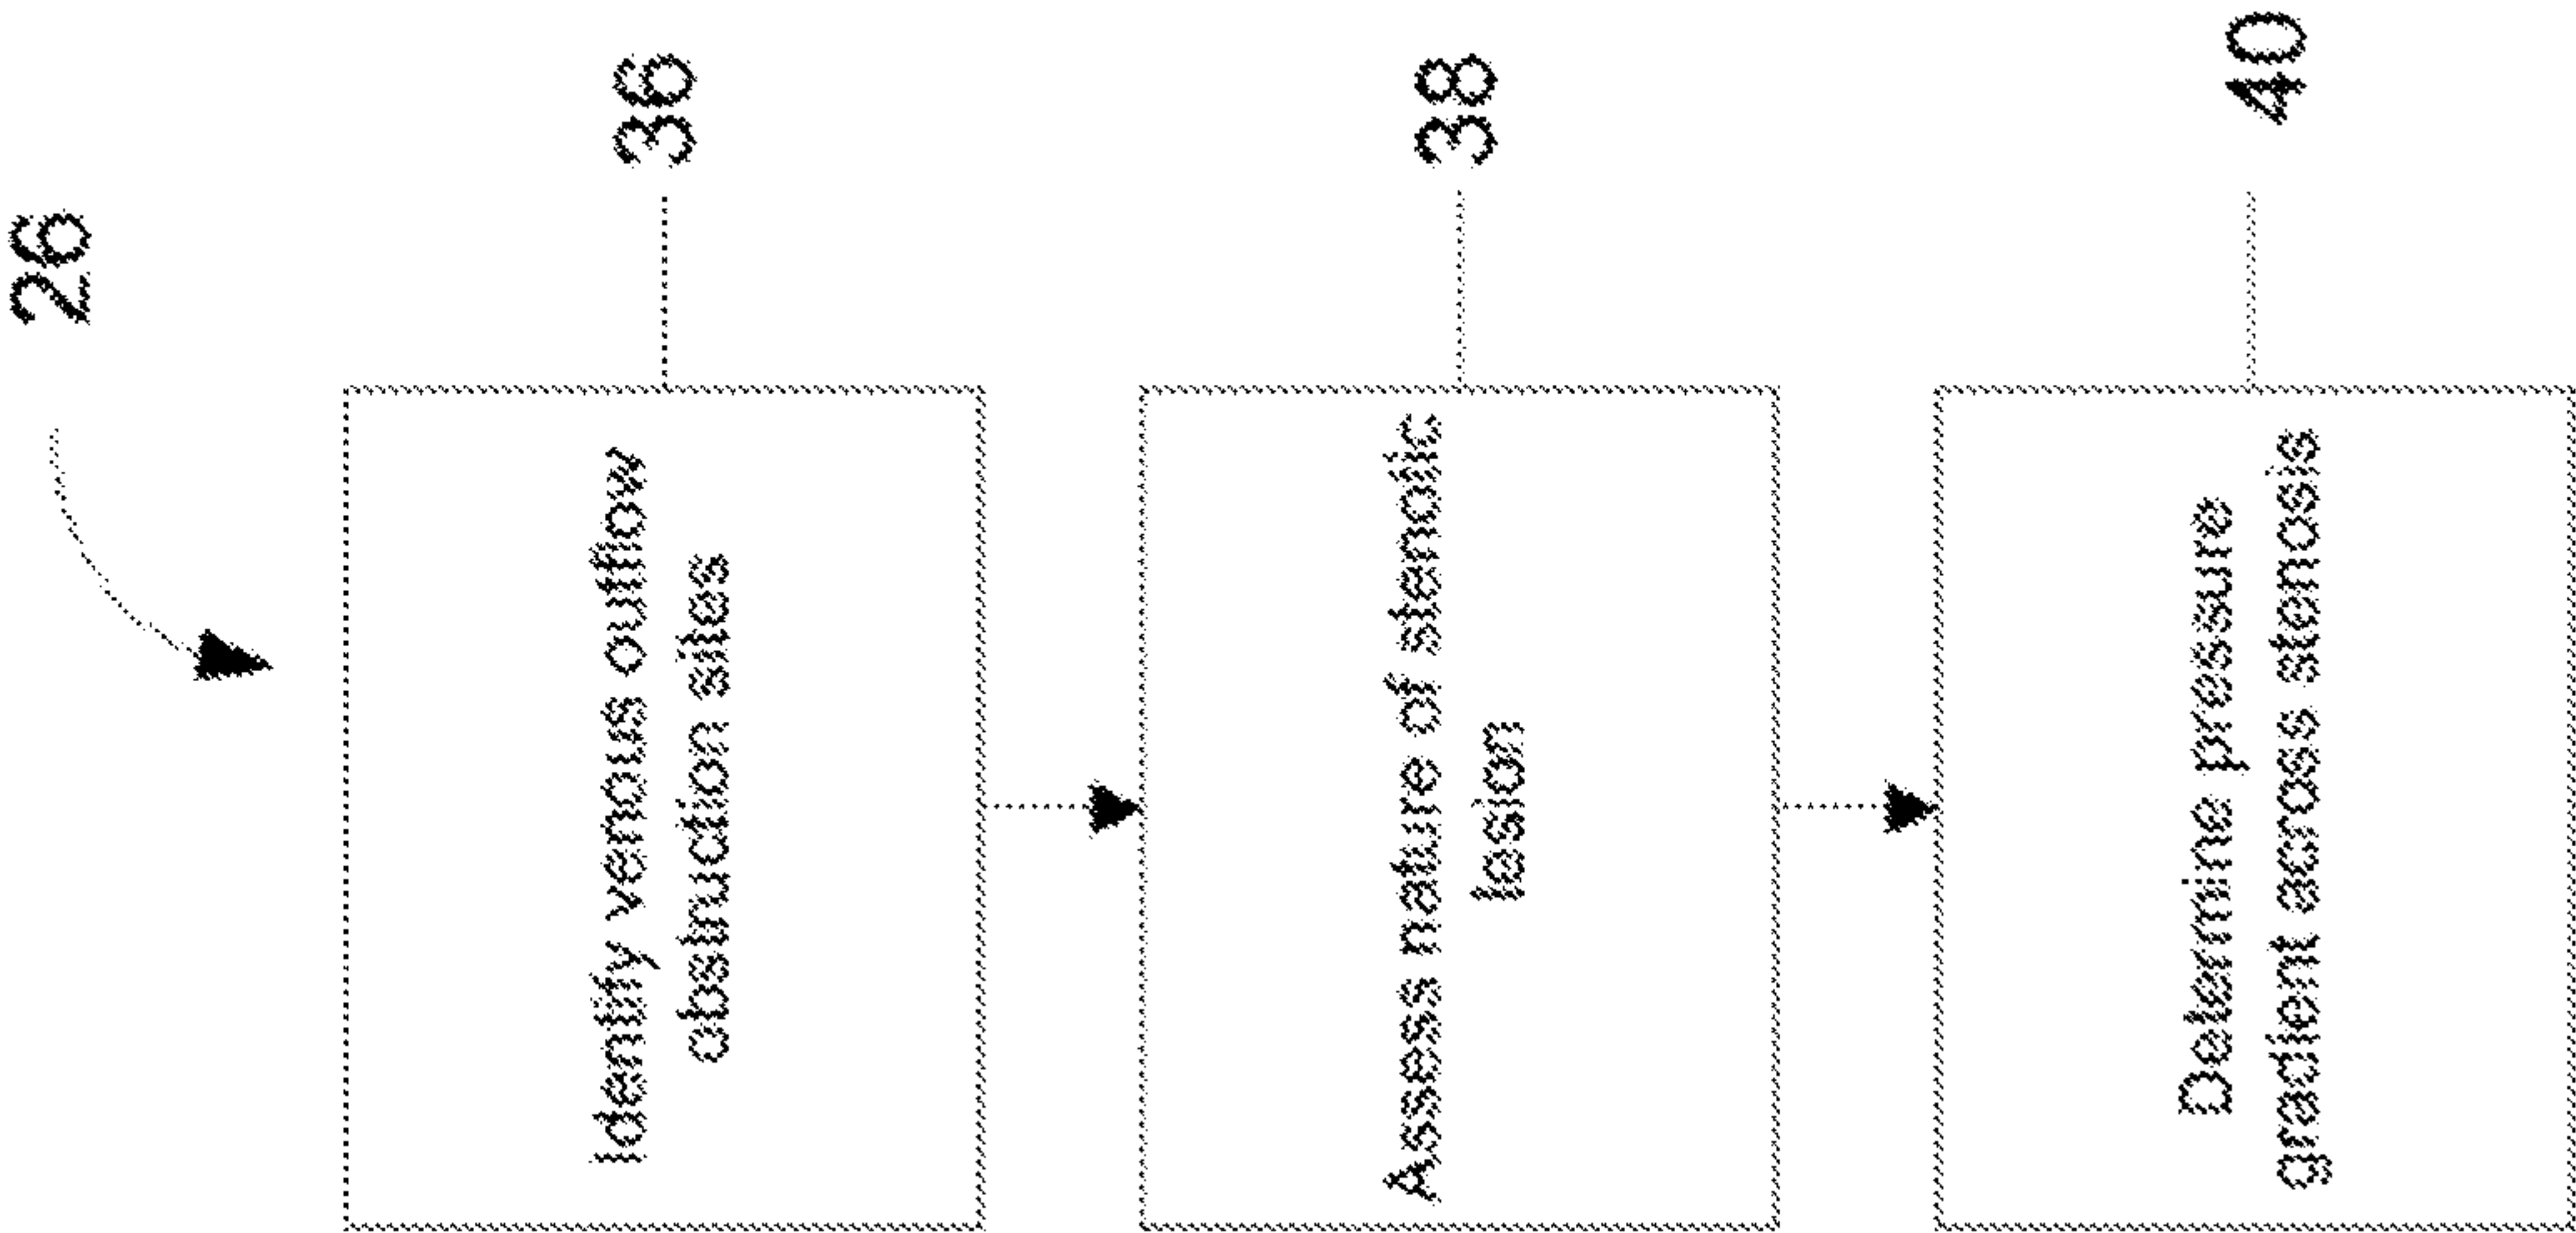 26
Identify venous outflow
obstruction sites
36
Assess nature of stenotic
lesion
38
Determine pressure
gradient across stenosis
40